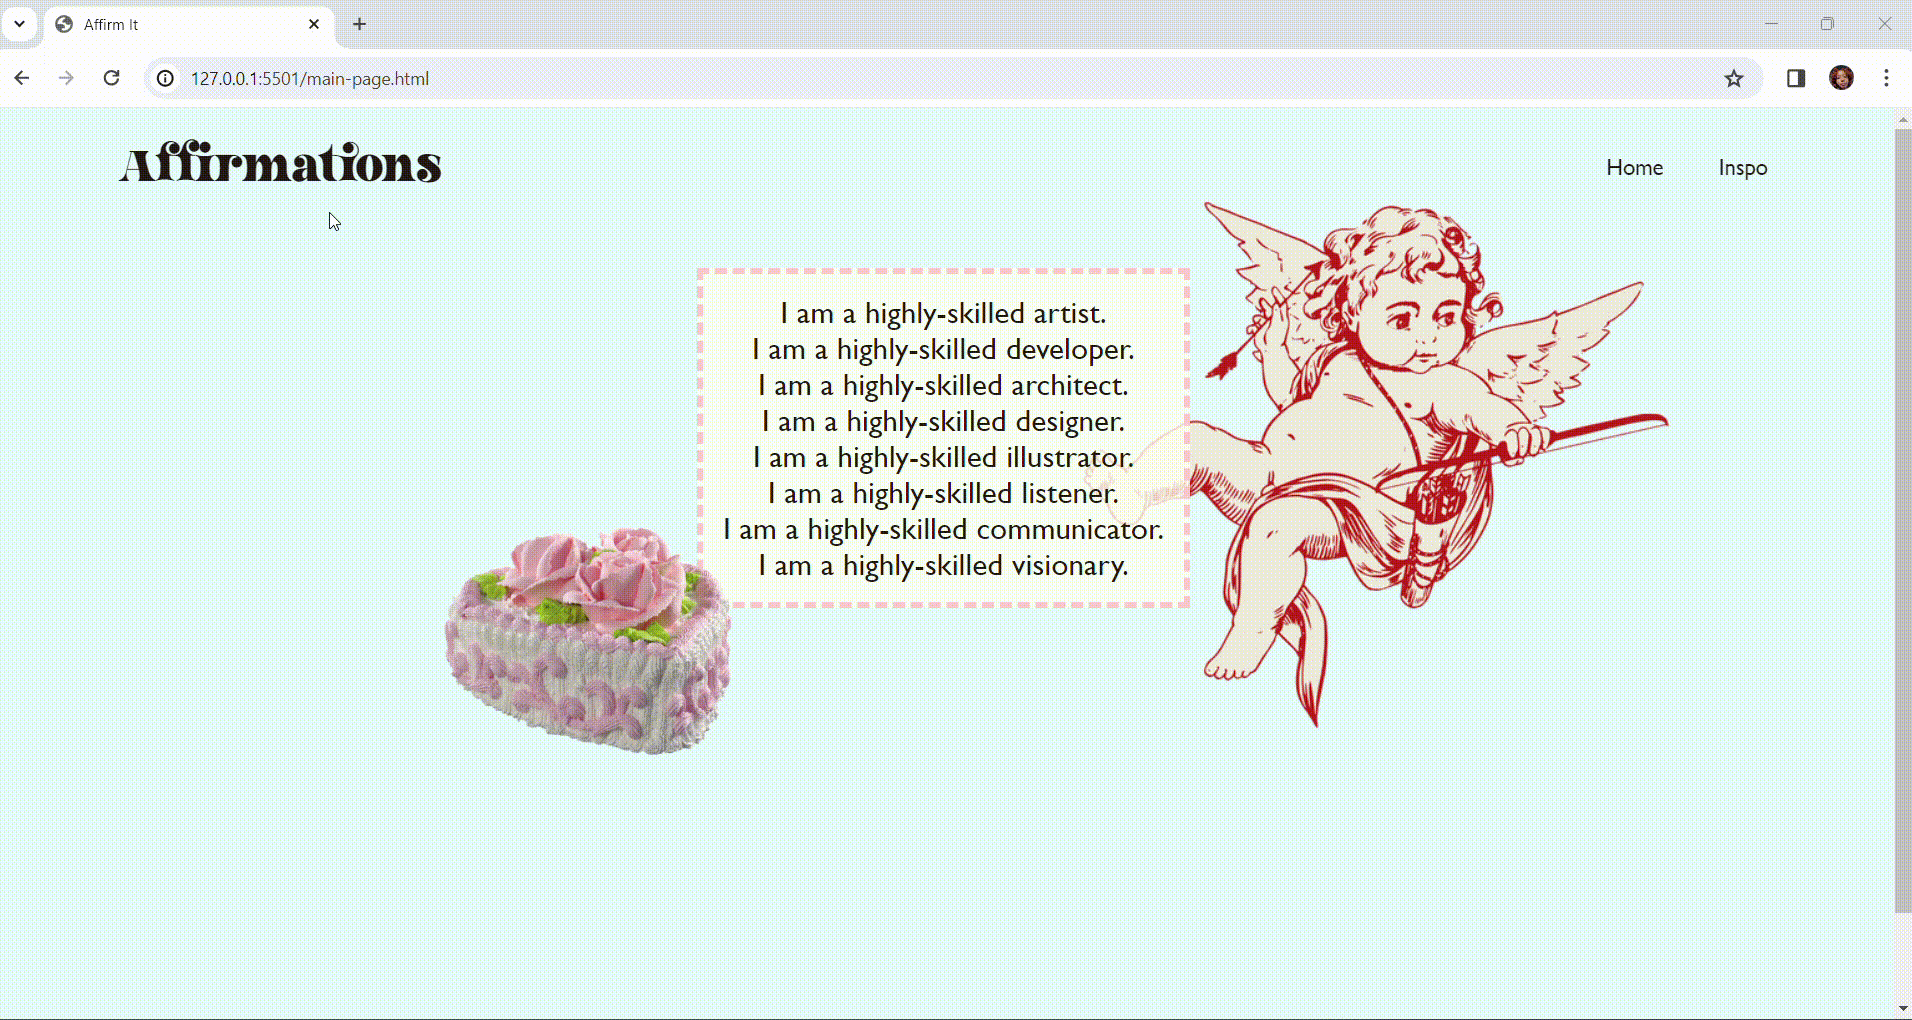 Affirm It
127.0.0.1:5501/main-page.html
Affirmations
Home
Inspo
I am a highly-skilled artist.
I am a highly-skilled developer.
I am a highly-skilled architect.
I am a highly-skilled designer.
I am a highly-skilled illustrator.
I am a highly-skilled listener.
I am a highly-skilled communicator.
I am a highly-skilled visionary.